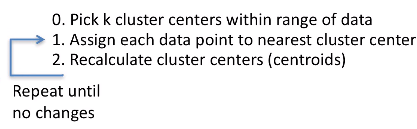 0. Pick k cluster centers within range of data
1. Assign each data point to nearest cluster center
2. Recalculate cluster centers (centroids)
Repeat until
no changes